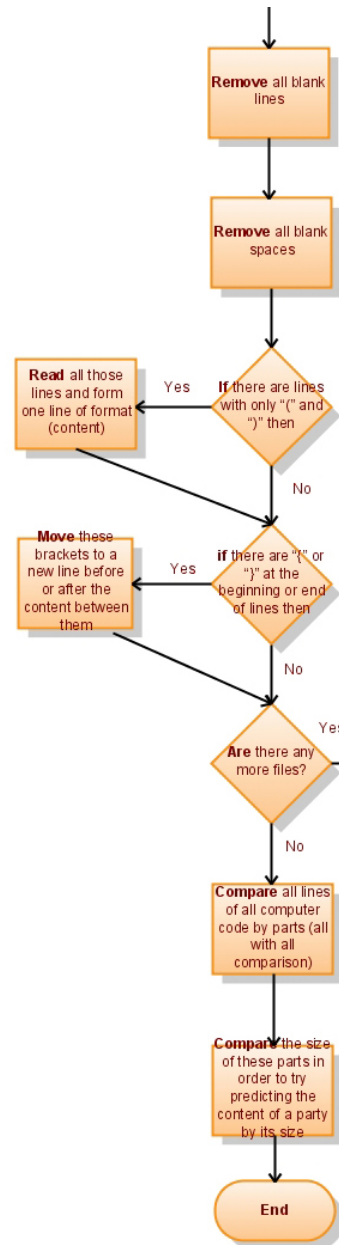 Remove all blank
lines
Remove all blank
spaces
If there are lines
with only “(” and
“)” then
Yes
Read all those
lines and form
one line of format
(content)
No
if there are “{” or
“}” at the
beginning or end
of lines then
Yes
Move these
brackets to a
new line before
or after the
content between
them
No
Are there any
more files?
Yes
No
Compare all lines
of all computer
code by parts (all
with all
comparison)
Compare the size
of these parts in
order to try
predicting the
content of a party
by its size
End